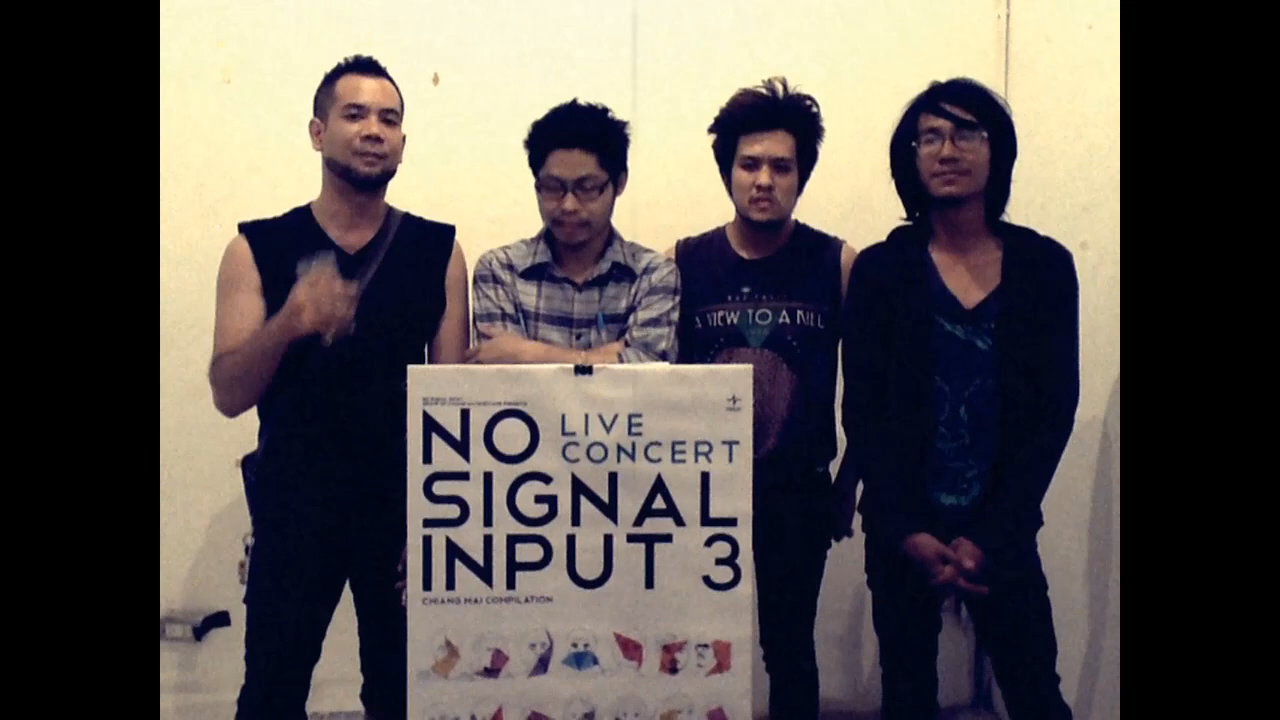 A VIEW TO A KILL
NO LIVE CONCERT
SIGNAL
INPUT 3
CHIANG MAI COMPILATION